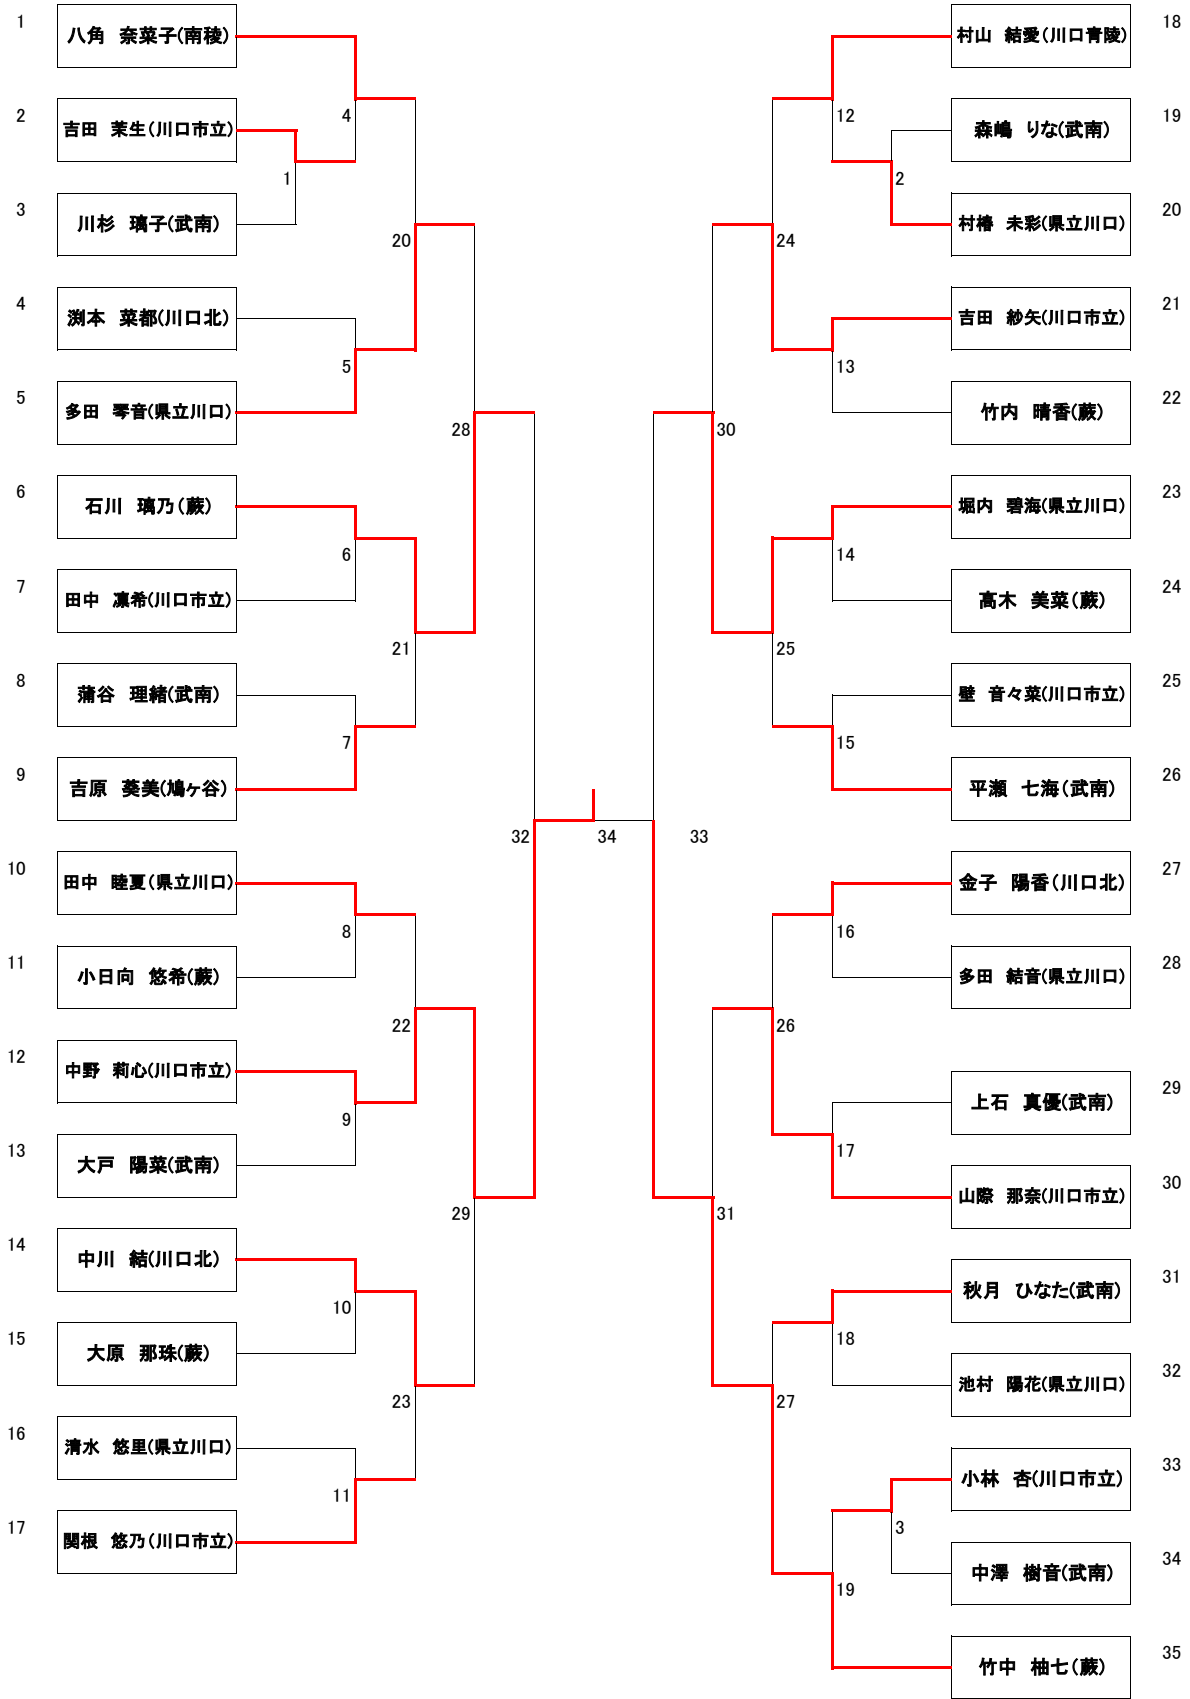 1
八角　奈菜子(南稜)
2
吉田　茉生(川口市立)
3
川杉　璃子(武南)
4
渕本　菜都(川口北)
5
多田　琴音(県立川口)
6
石川　璃乃(蕨)
7
田中　凛希(川口市立)
8
蒲谷　理緒(武南)
9
吉原　葵美(鳩ヶ谷)
10
田中　睦夏(県立川口)
11
小日向　悠希(蕨)
12
中野　莉心(川口市立)
13
大戸　陽菜(武南)
14
中川　結(川口北)
15
大原　那珠(蕨)
16
清水　悠里(県立川口)
17
関根　悠乃(川口市立)
1
4
5
6
7
8
9
10
11
20
21
22
23
28
29
32
34
33
30
31
24
25
26
27
12
2
13
14
15
16
17
18
3
19
村山　結愛(川口青陵)
18
森嶋　りな(武南)
19
村椿　未彩(県立川口)
20
吉田　紗矢(川口市立)
21
竹内　晴香(蕨)
22
堀内　碧海(県立川口)
23
高木　美菜(蕨)
24
壁　音々菜(川口市立)
25
平瀬　七海(武南)
26
金子　陽香(川口北)
27
多田　結音(県立川口)
28
上石　真優(武南)
29
山際　那奈(川口市立)
30
秋月　ひなた(武南)
31
池村　陽花(県立川口)
32
小林　杏(川口市立)
33
中澤　樹音(武南)
34
竹中　柚七(蕨)
35